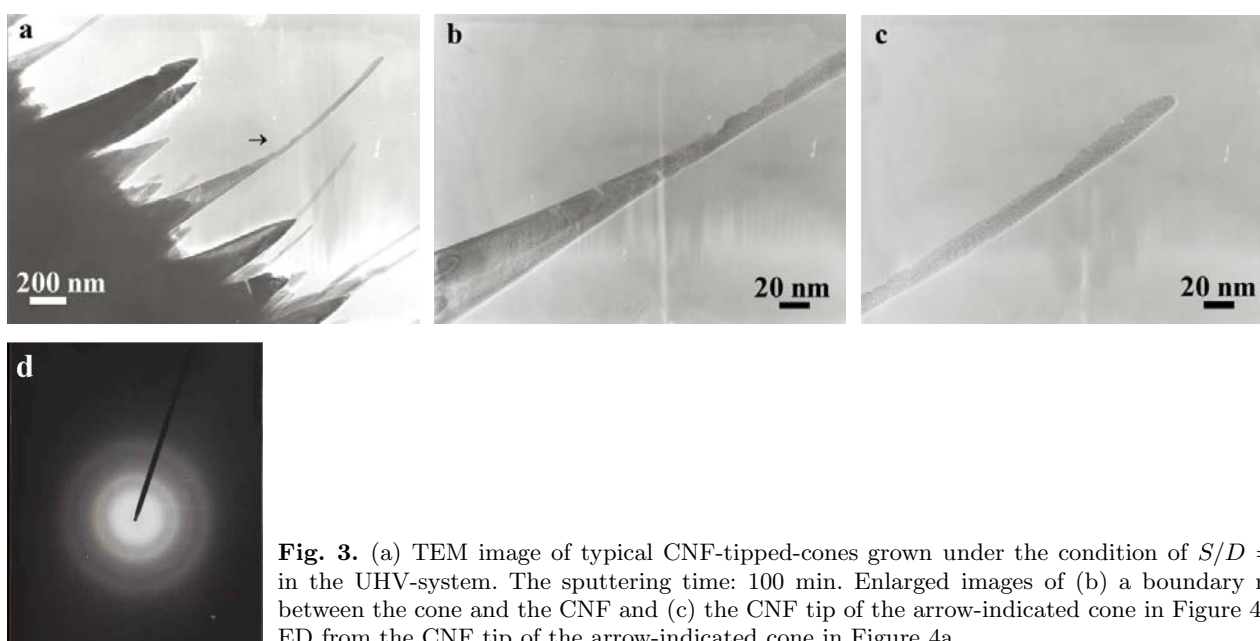 a
200 nm
b
20 nm
c
20 nm
d
Fig. 3. (a) TEM image of typical CNF-tipped-cones grown under the condition of S/D =
in the UHV-system. The sputtering time: 100 min. Enlarged images of (b) a boundary
between the cone and the CNF and (c) the CNF tip of the arrow-indicated cone in Figure 4
ED from the CNF tip of the arrow-indicated cone in Figure 4a